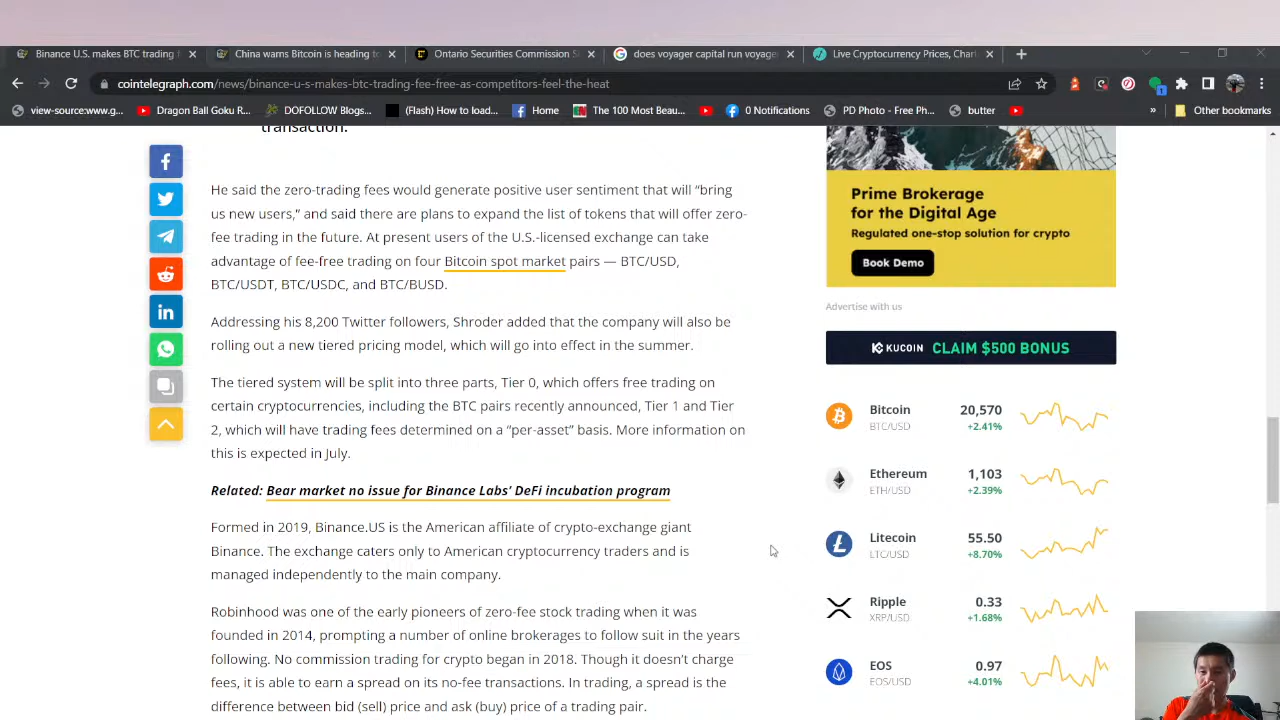 Binance U.S. makes BTC trading f
China warns Bitcoin is heading to
Ontario Securities Commission S
does voyager capital run voyage
Live Cryptocurrency Prices, Chart
cointelegraph.com/news/binance-u-s-makes-btc-trading-fee-free-as-competitors-feel-the-heat
view-source:www.g...
Dragon Ball Goku R...
DOFOLLOW Blogs...
(Flash) How to load...
Home
The 100 Most Beau...
0 Notifications
PD Photo - Free Ph...
butter
»
Other bookmarks
transaction.
He said the zero-trading fees would generate positive user sentiment that will “bring
us new users,” and said there are plans to expand the list of tokens that will offer zero-
fee trading in the future. At present users of the U.S.-licensed exchange can take
advantage of fee-free trading on four Bitcoin spot market pairs — BTC/USD,
BTC/USDT, BTC/USDC, and BTC/BUSD.
Addressing his 8,200 Twitter followers, Shroder added that the company will also be
rolling out a new tiered pricing model, which will go into effect in the summer.
The tiered system will be split into three parts, Tier 0, which offers free trading on
certain cryptocurrencies, including the BTC pairs recently announced, Tier 1 and Tier
2, which will have trading fees determined on a “per-asset” basis. More information on
this is expected in July.
Related: Bear market no issue for Binance Labs’ DeFi incubation program
Formed in 2019, Binance.US is the American affiliate of crypto-exchange giant
Binance. The exchange caters only to American cryptocurrency traders and is
managed independently to the main company.
Robinhood was one of the early pioneers of zero-fee stock trading when it was
founded in 2014, prompting a number of online brokerages to follow suit in the years
following. No commission trading for crypto began in 2018. Though it doesn’t charge
fees, it is able to earn a spread on its no-fee transactions. In trading, a spread is the
difference between bid (sell) price and ask (buy) price of a trading pair.
Prime Brokerage
for the Digital Age
Regulated one-stop solution for crypto
Book Demo
Advertise with us
KUCOIN CLAIM $500 BONUS
Bitcoin 20,570
BTC/USD +2.41%
Ethereum 1,103
ETH/USD +2.39%
Litecoin 55.50
LTC/USD +8.70%
Ripple 0.33
XRP/USD +1.68%
EOS 0.97
EOS/USD +4.01%